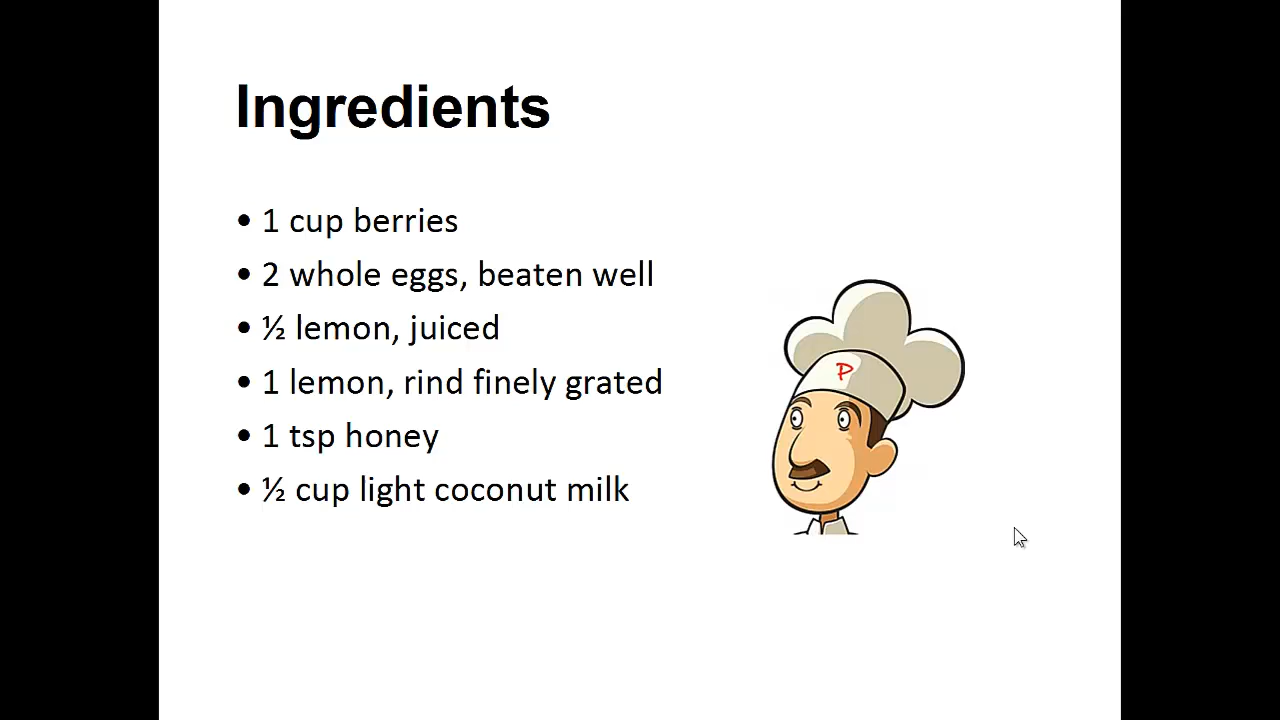 Ingredients
• 1 cup berries
• 2 whole eggs, beaten well
• ½ lemon, juiced
• 1 lemon, rind finely grated
• 1 tsp honey
• ½ cup light coconut milk
P